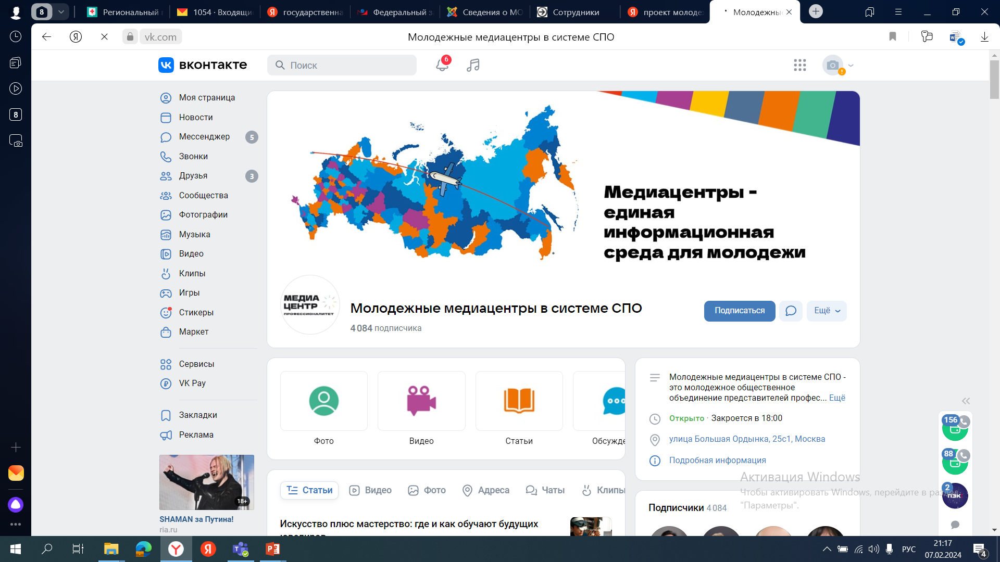 8
Региональный
1054 · Входящи
государственна
Федеральный з
Сведения о МО
Сотрудники
проект молоде
Молодежные
vk.com
Молодежные медиацентры в системе СПО
8
вконтакте
Поиск
6
Моя страница
Новости
Мессенджер
5
Звонки
Друзья
3
Сообщества
Фотографии
Музыка
Видео
Клипы
Игры
Стикеры
Маркет
Сервисы
VK Pay
Закладки
Реклама
18+
SHAMAN за Путина!
ria.ru
Медиацентры -
единая
информационная
среда для молодежи
МЕДИА
ЦЕНТР
ПРОФЕССИОНАЛИТЕТ
Молодежные медиацентры в системе СПО
4 084 подписчика
Подписаться
Ещё
Фото
Видео
Статьи
Обсужде
Молодежные медиацентры в системе СПО -
это молодежное общественное
объединение представителей профес... Ещё
Открыто · Закроется в 18:00
улица Большая Ордынка, 25с1, Москва
Подробная информация
Статьи
Видео
Фото
Адреса
Чаты
Клипы
Искусство плюс мастерство: где и как обучают будущих
ювелиров
Подписчики 4 084
Активация Windows
Чтобы активировать Windows, перейдите в раздел
"Параметры".
156
88
2
ПЭК
РУС
21:17
07.02.2024
4